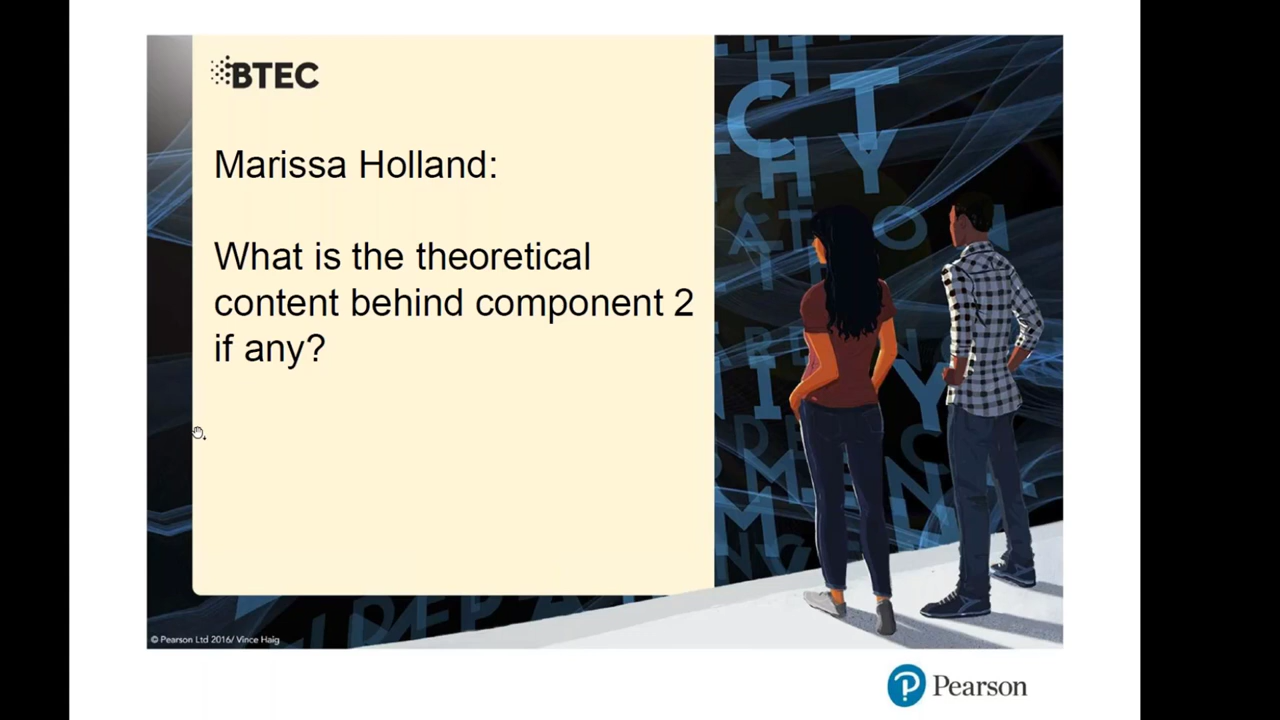 BTEC
Marissa Holland:
What is the theoretical
content behind component 2
if any?
© Pearson Ltd 2016/ Vince Haig
Pearson